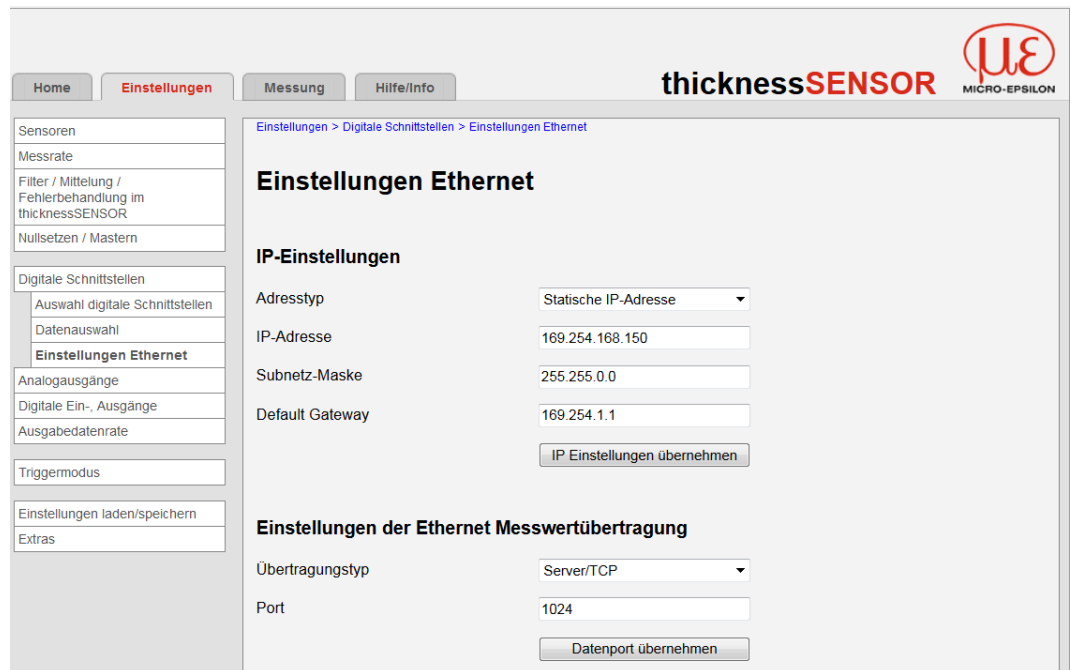 Home
Einstellungen
Messung
Hilfe/Info
thicknessSENSOR
με
MICRO-EPSILON
Sensoren
Messrate
Filter / Mittelung /
Fehlerbehandlung im
thicknessSENSOR
Nullsetzen / Mastern
Digitale Schnittstellen
Auswahl digitale Schnittstellen
Datenauswahl
Einstellungen Ethernet
Analogausgänge
Digitale Ein-, Ausgänge
Ausgabedatenrate
Triggermodus
Einstellungen laden/speichern
Extras
Einstellungen > Digitale Schnittstellen > Einstellungen Ethernet
Einstellungen Ethernet
IP-Einstellungen
Adresstyp Statische IP-Adresse
IP-Adresse 169.254.168.150
Subnetz-Maske 255.255.0.0
Default Gateway 169.254.1.1
IP Einstellungen übernehmen
Einstellungen der Ethernet Messwertübertragung
Übertragungstyp Server/TCP
Port 1024
Datenport übernehmen